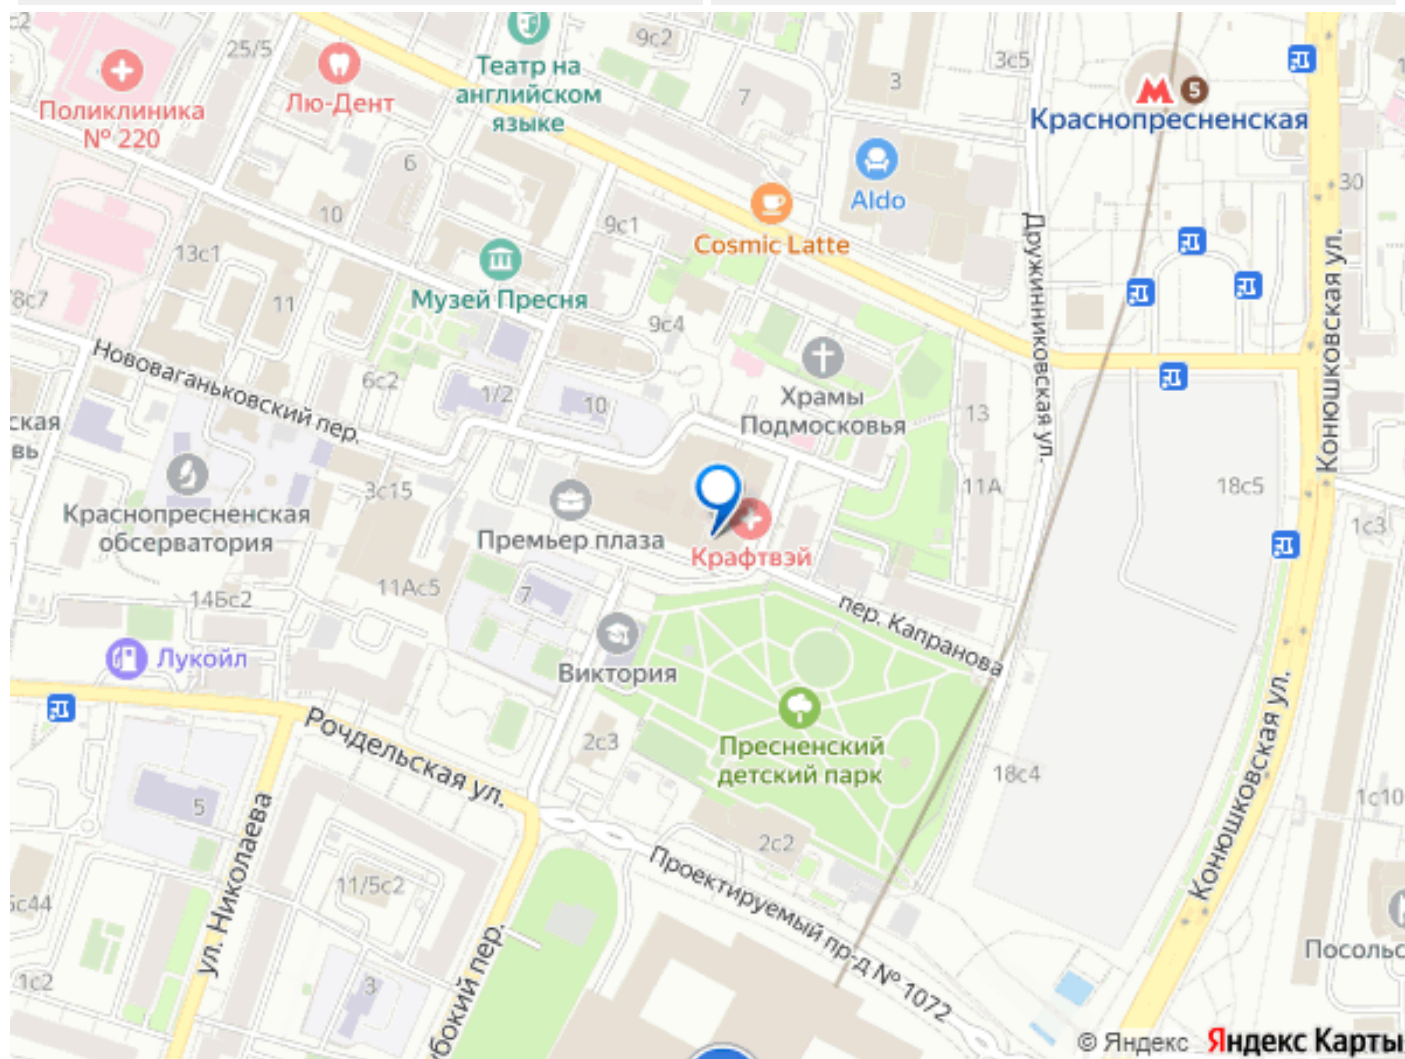 с2
25/5
Лю-Дент
Поликлиника
№ 220
Театр на
английском
языке
9с2
7
3
3с5
Краснопресненская
5
Aldo
30
6
10
9с1
Cosmic Latte
13с1
11
Музей Пресня
8с7
9с4
Дружинниковская ул.
Конюшковская ул.
Нововаганьковский пер.
6с2
1/2
10
Храмы
Подмосковья
13
ская
вь
Краснопресненская
обсерватория
3с15
Премьер плаза
Крафтвэй
11А
18с5
1с3
14Бс2
11Ас5
7
пер. Капранова
Лукойл
Виктория
Рочдельская ул.
2с3
Пресненский
детский парк
18с4
Конюшковская ул.
1с10
5
ул. Николаева
11/5с2
2с2
Проектируемый пр-д № 1072
с44
1с2
3
убокий пер.
Посольс
© Яндекс Яндекс Карты